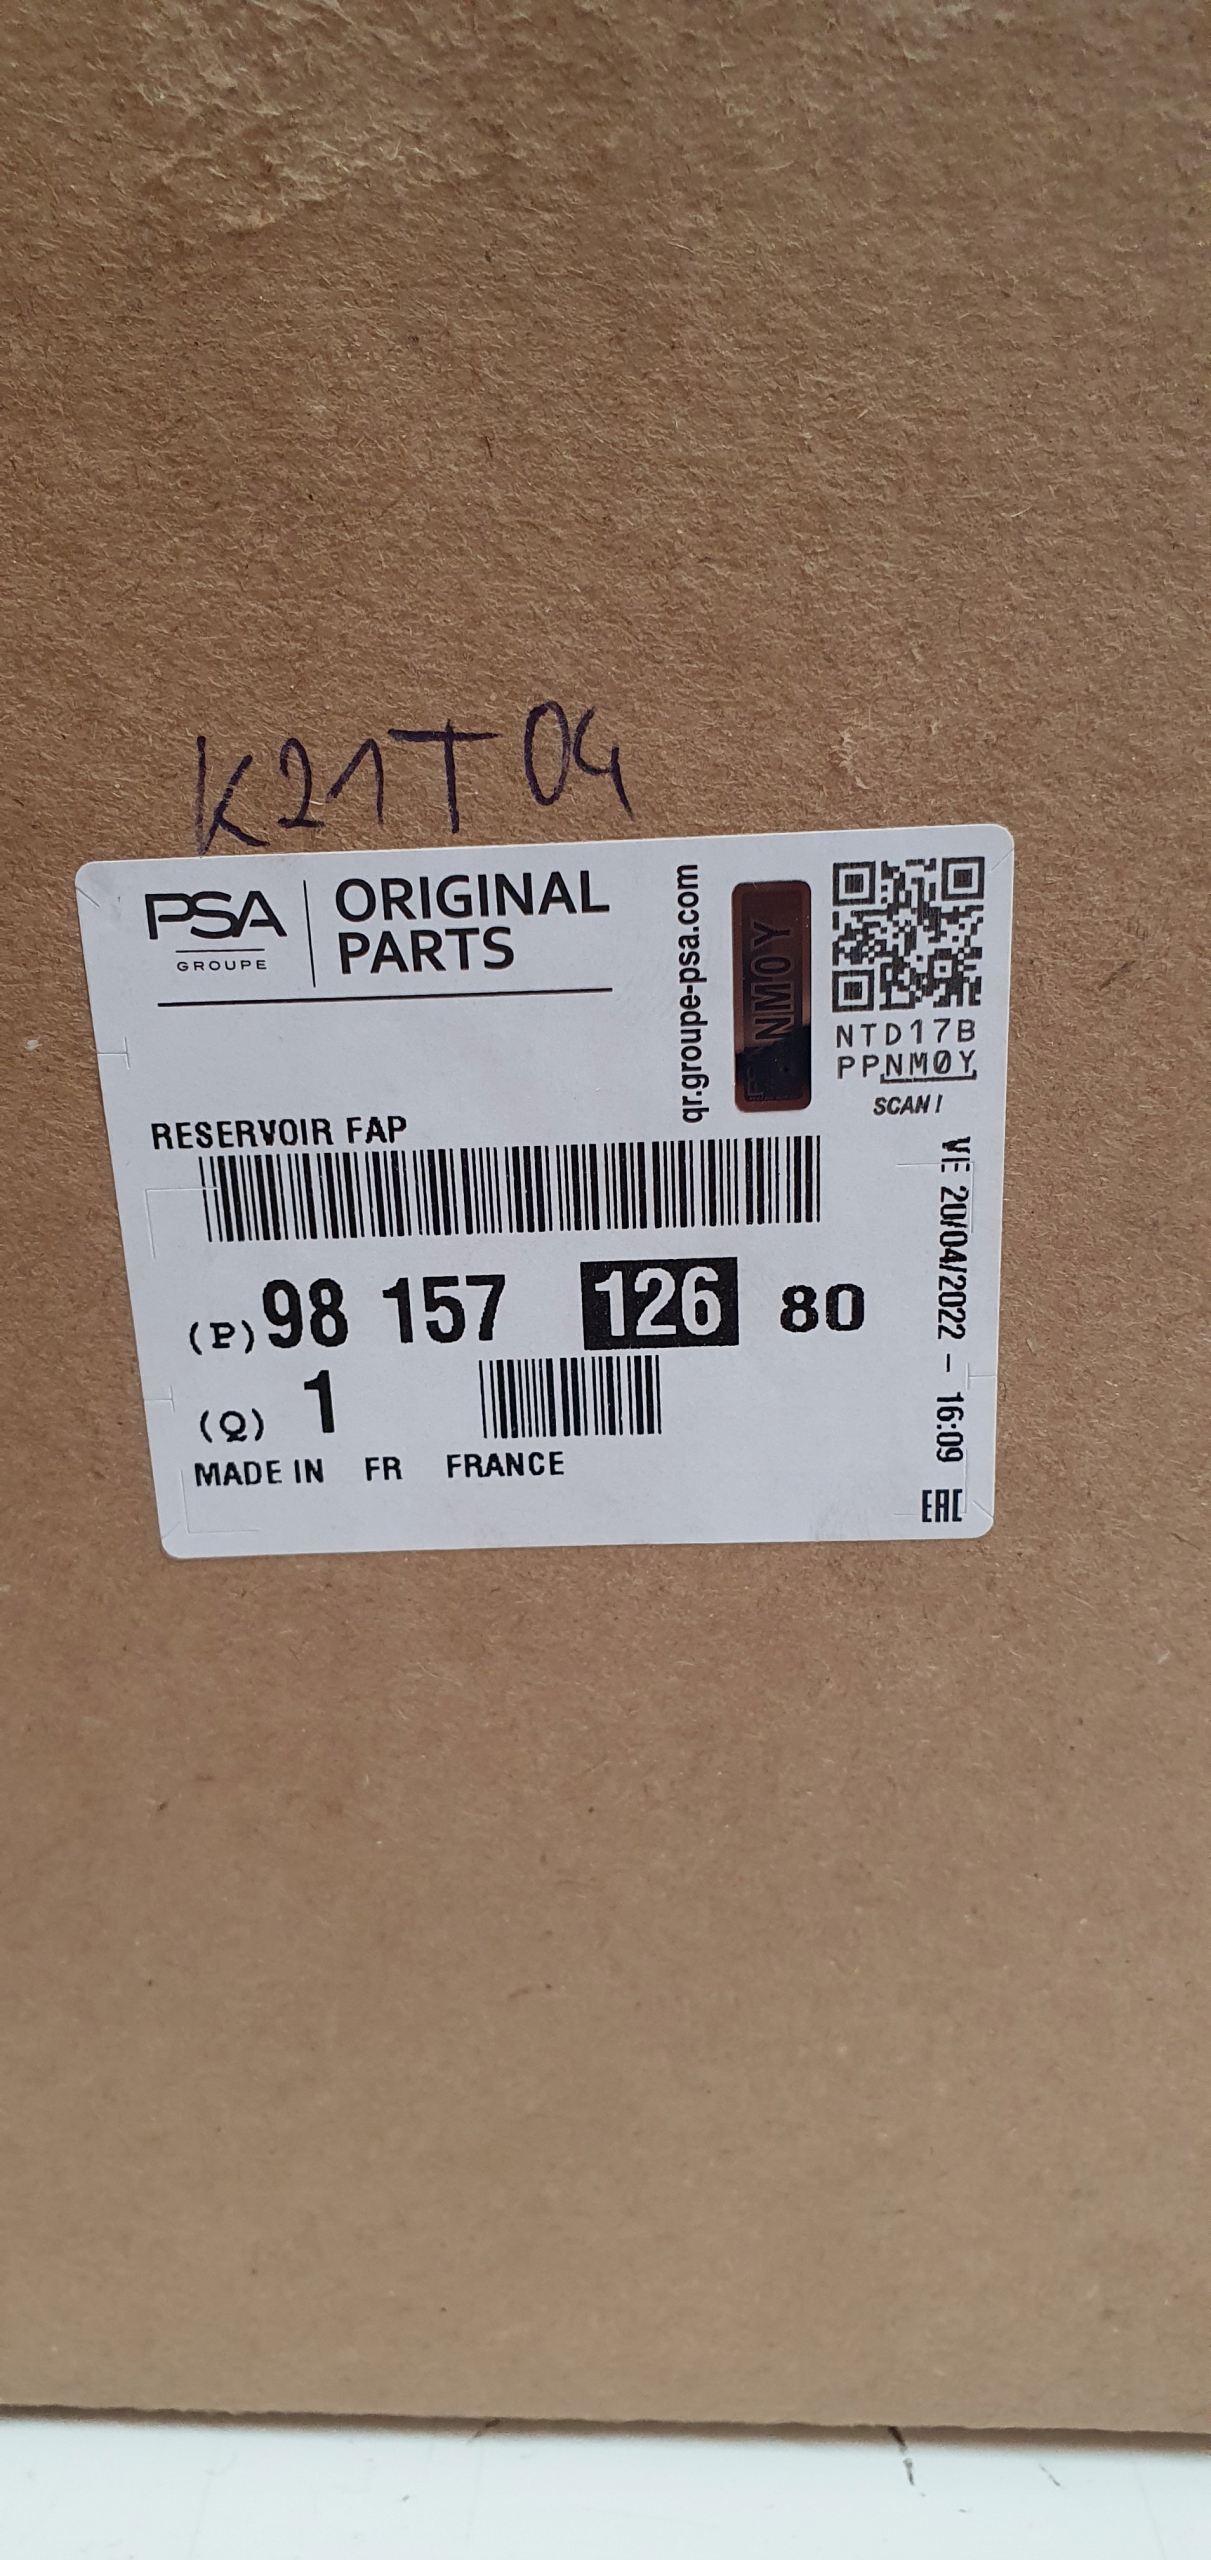 K21T04
PSA
GROUPE
ORIGINAL
PARTS
qr.groupe-psa.com
NM0Y
NTD17B
PPNM0Y
SCAN!
RESERVOIR FAP
(P) 98 157 126 80
(Q) 1
MADE IN FR FRANCE
VE 20/04/2022 - 16:09
EAC